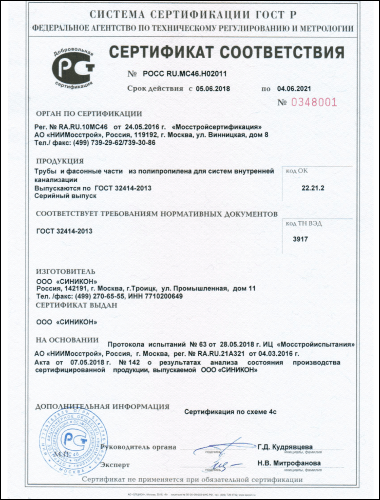 СИСТЕМА СЕРТИФИКАЦИИ ГОСТ Р
ФЕДЕРАЛЬНОЕ АГЕНТСТВО ПО ТЕХНИЧЕСКОМУ РЕГУЛИРОВАНИЮ И МЕТРОЛОГИИ
Добровольная
сертификация
СЕРТИФИКАТ СООТВЕТСТВИЯ
№ РОСС RU.МС46.Н02011
Срок действия с 05.06.2018 по 04.06.2021
№ 0348001
ОРГАН ПО СЕРТИФИКАЦИИ
Рег. № RA.RU.10МС46 от 24.05.2016 г. «Мосстройсертификация»
АО «НИИМосстрой», Россия, 119192, г. Москва, ул. Винницкая, дом 8
Тел./ факс: (499) 739-29-62/739-30-86
ПРОДУКЦИЯ
Трубы и фасонные части из полипропилена для систем внутренней
канализации
Выпускаются по ГОСТ 32414-2013
Серийный выпуск
код ОК
22.21.2
СООТВЕТСТВУЕТ ТРЕБОВАНИЯМ НОРМАТИВНЫХ ДОКУМЕНТОВ
ГОСТ 32414-2013
код ТН ВЭД
3917
ИЗГОТОВИТЕЛЬ
ООО «СИНИКОН»
Россия, 142191, г. Москва, г.Троицк, ул. Промышленная, дом 11
Тел. /факс: (499) 270-65-55, ИНН 7710200649
СЕРТИФИКАТ ВЫДАН
ООО «СИНИКОН»
НА ОСНОВАНИИ
Протокола испытаний № 63 от 28.05.2018 г. ИЦ «Мосстройиспытания»
АО «НИИМосстрой», Россия, г. Москва, рег. № RA.RU.21А321 от 04.03.2016 г.
Акта от 07.05.2018 г. №142 о результатах анализа состояния производства
сертифицированной продукции, выпускаемой ООО «СИНИКОН»
ДОПОЛНИТЕЛЬНАЯ ИНФОРМАЦИЯ
Сертификация по схеме 4с
Руководитель органа
Г.Д. Кудрявцева
Эксперт
Н.В. Митрофанова
Сертификат не применяется при обязательной сертификации